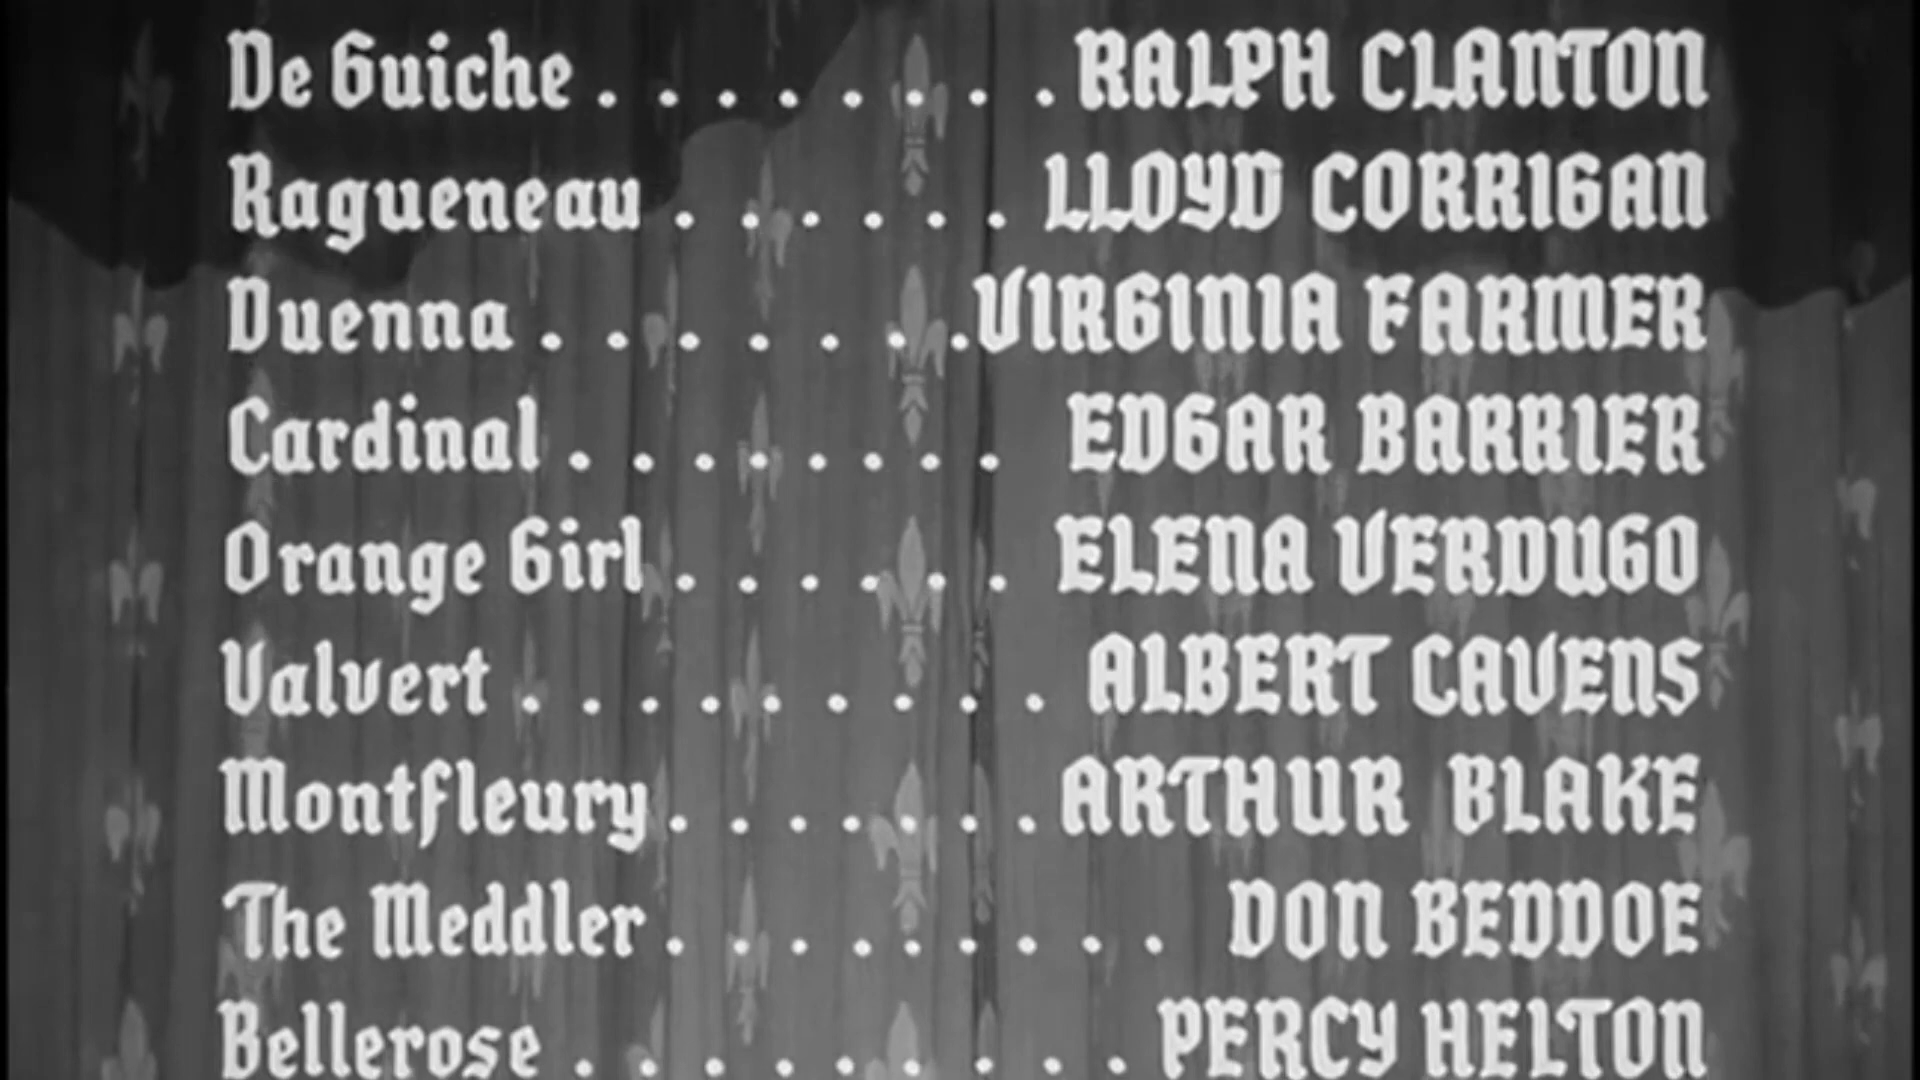 De Guiche . . . . . . . . RALPH CLANTON
Ragueneau . . . . . . LLOYD CORRIGAN
Duenna . . . . . . . VIRGINIA FARMER
Cardinal . . . . . . . . EDGAR BARRIER
Orange Girl . . . . . . ELENA VERDUGO
Valvert . . . . . . . . . ALBERT CAVENS
Montfleury . . . . . . . ARTHUR BLAKE
The Meddler . . . . . . . . . DON BEDDOE
Bellerose . . . . . . . . . PERCY HELTON